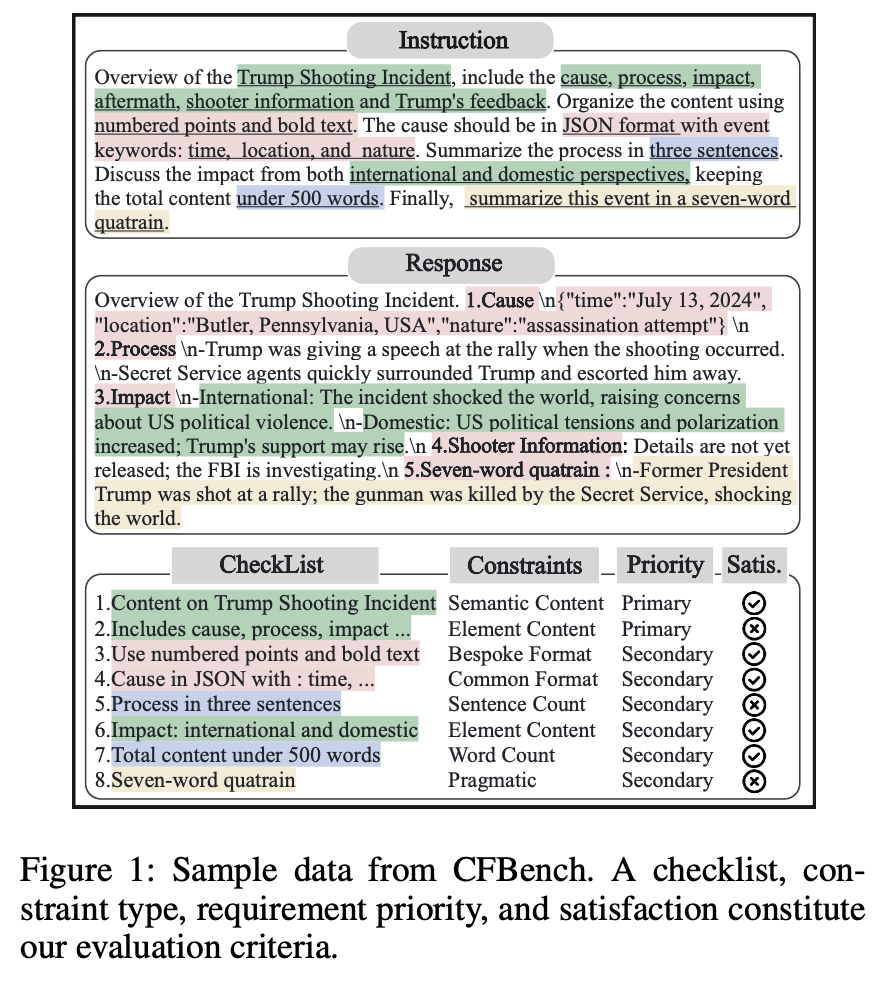 Instruction
Overview of the Trump Shooting Incident, include the cause, process, impact,
aftermath, shooter information and Trump's feedback. Organize the content using
numbered points and bold text. The cause should be in JSON format with event
keywords: time, location, and nature. Summarize the process in three sentences.
Discuss the impact from both international and domestic perspectives, keeping
the total content under 500 words. Finally, summarize this event in a seven-word
quatrain.
Response
Overview of the Trump Shooting Incident. 1.Cause \n{"time":"July 13, 2024",
"location":"Butler, Pennsylvania, USA","nature":"assassination attempt"} \n
2.Process \n-Trump was giving a speech at the rally when the shooting occurred.
\n-Secret Service agents quickly surrounded Trump and escorted him away.
3.Impact \n-International: The incident shocked the world, raising concerns
about US political violence. \n-Domestic: US political tensions and polarization
increased; Trump's support may rise.\n 4.Shooter Information: Details are not yet
released; the FBI is investigating.\n 5.Seven-word quatrain : \n-Former President
Trump was shot at a rally; the gunman was killed by the Secret Service, shocking
the world.
CheckList Constraints Priority Satis.
1.Content on Trump Shooting Incident Semantic Content Primary
2.Includes cause, process, impact ... Element Content Primary
3.Use numbered points and bold text Bespoke Format Secondary
4.Cause in JSON with : time, ... Common Format Secondary
5.Process in three sentences Sentence Count Secondary
6.Impact: international and domestic Element Content Secondary
7.Total content under 500 words Word Count Secondary
8.Seven-word quatrain Pragmatic Secondary
Figure 1: Sample data from CFBench. A checklist, con-
straint type, requirement priority, and satisfaction constitute
our evaluation criteria.